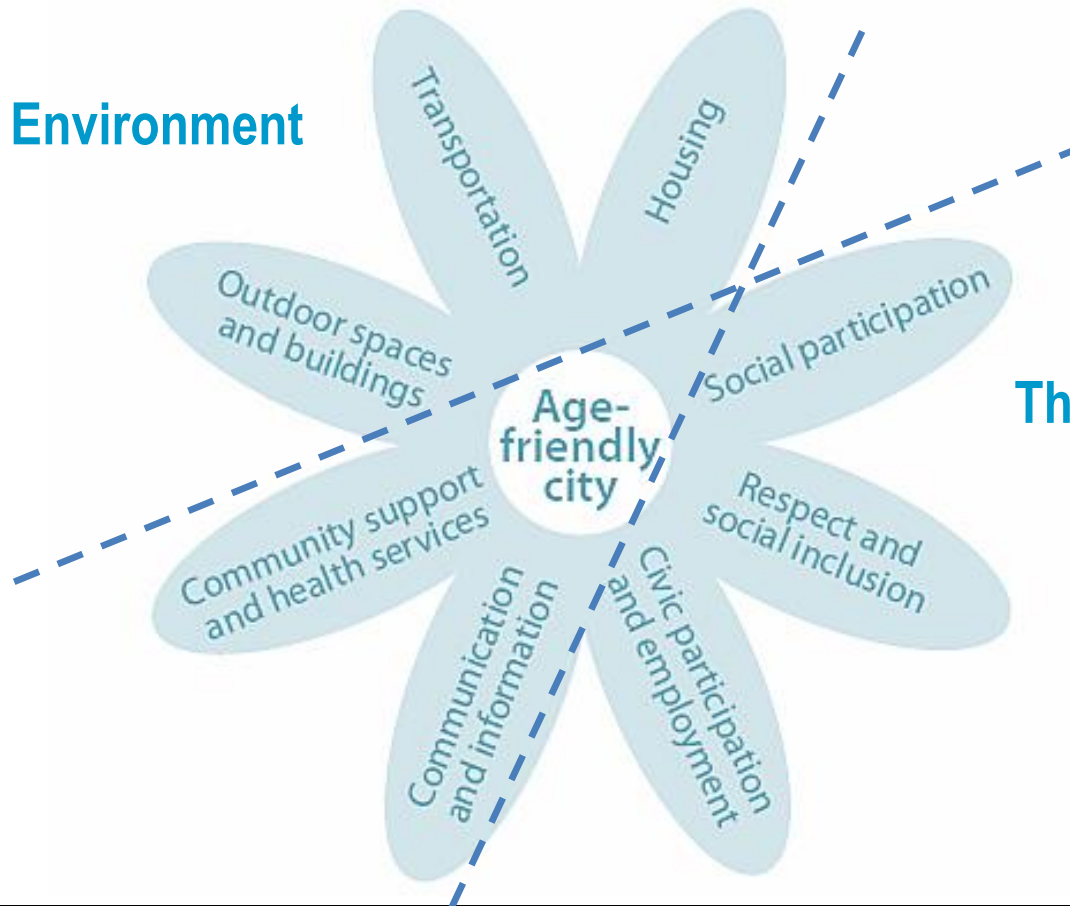 Environment
Transportation
Housing
Outdoor spaces
and buildings
Social participation
Th
Age-
friendly
city
Community support
and health services
Respect and
social inclusion
Communication
and information
Civic participation
and employment